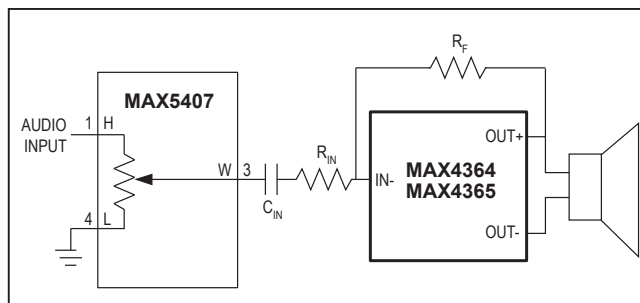 R_F
MAX5407
AUDIO INPUT
1 H
W 3
C_IN
R_IN
IN-
MAX4364
MAX4365
OUT+
OUT-
4 L